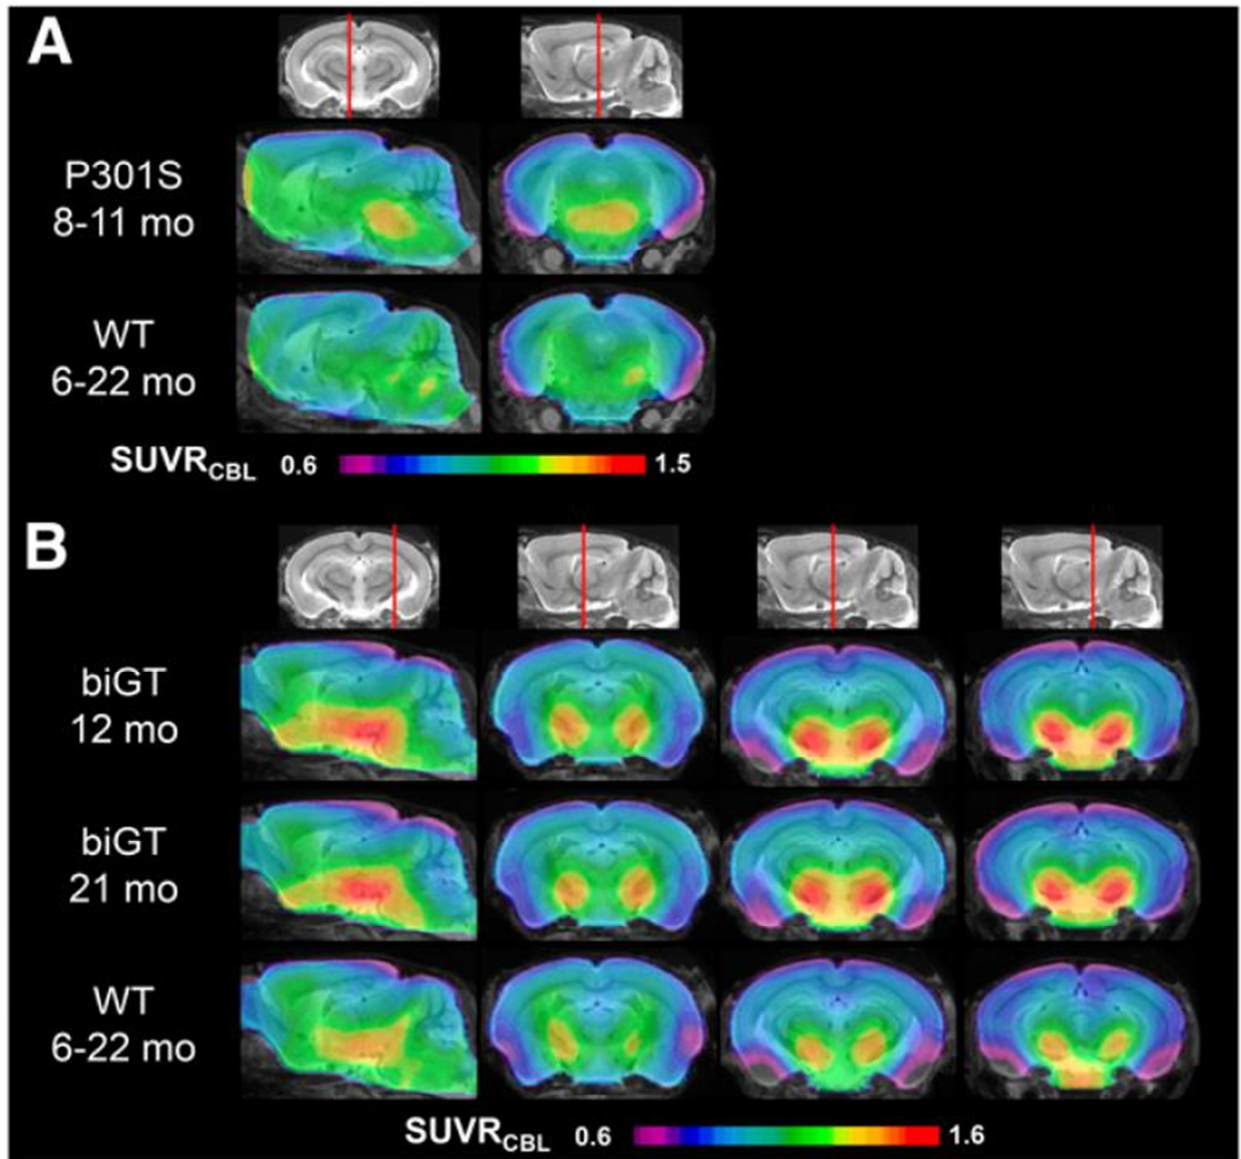 A
P301S
8-11 mo
WT
6-22 mo
SUVRCBL 0.6 1.5
B
biGT
12 mo
biGT
21 mo
WT
6-22 mo
SUVRCBL 0.6 1.6